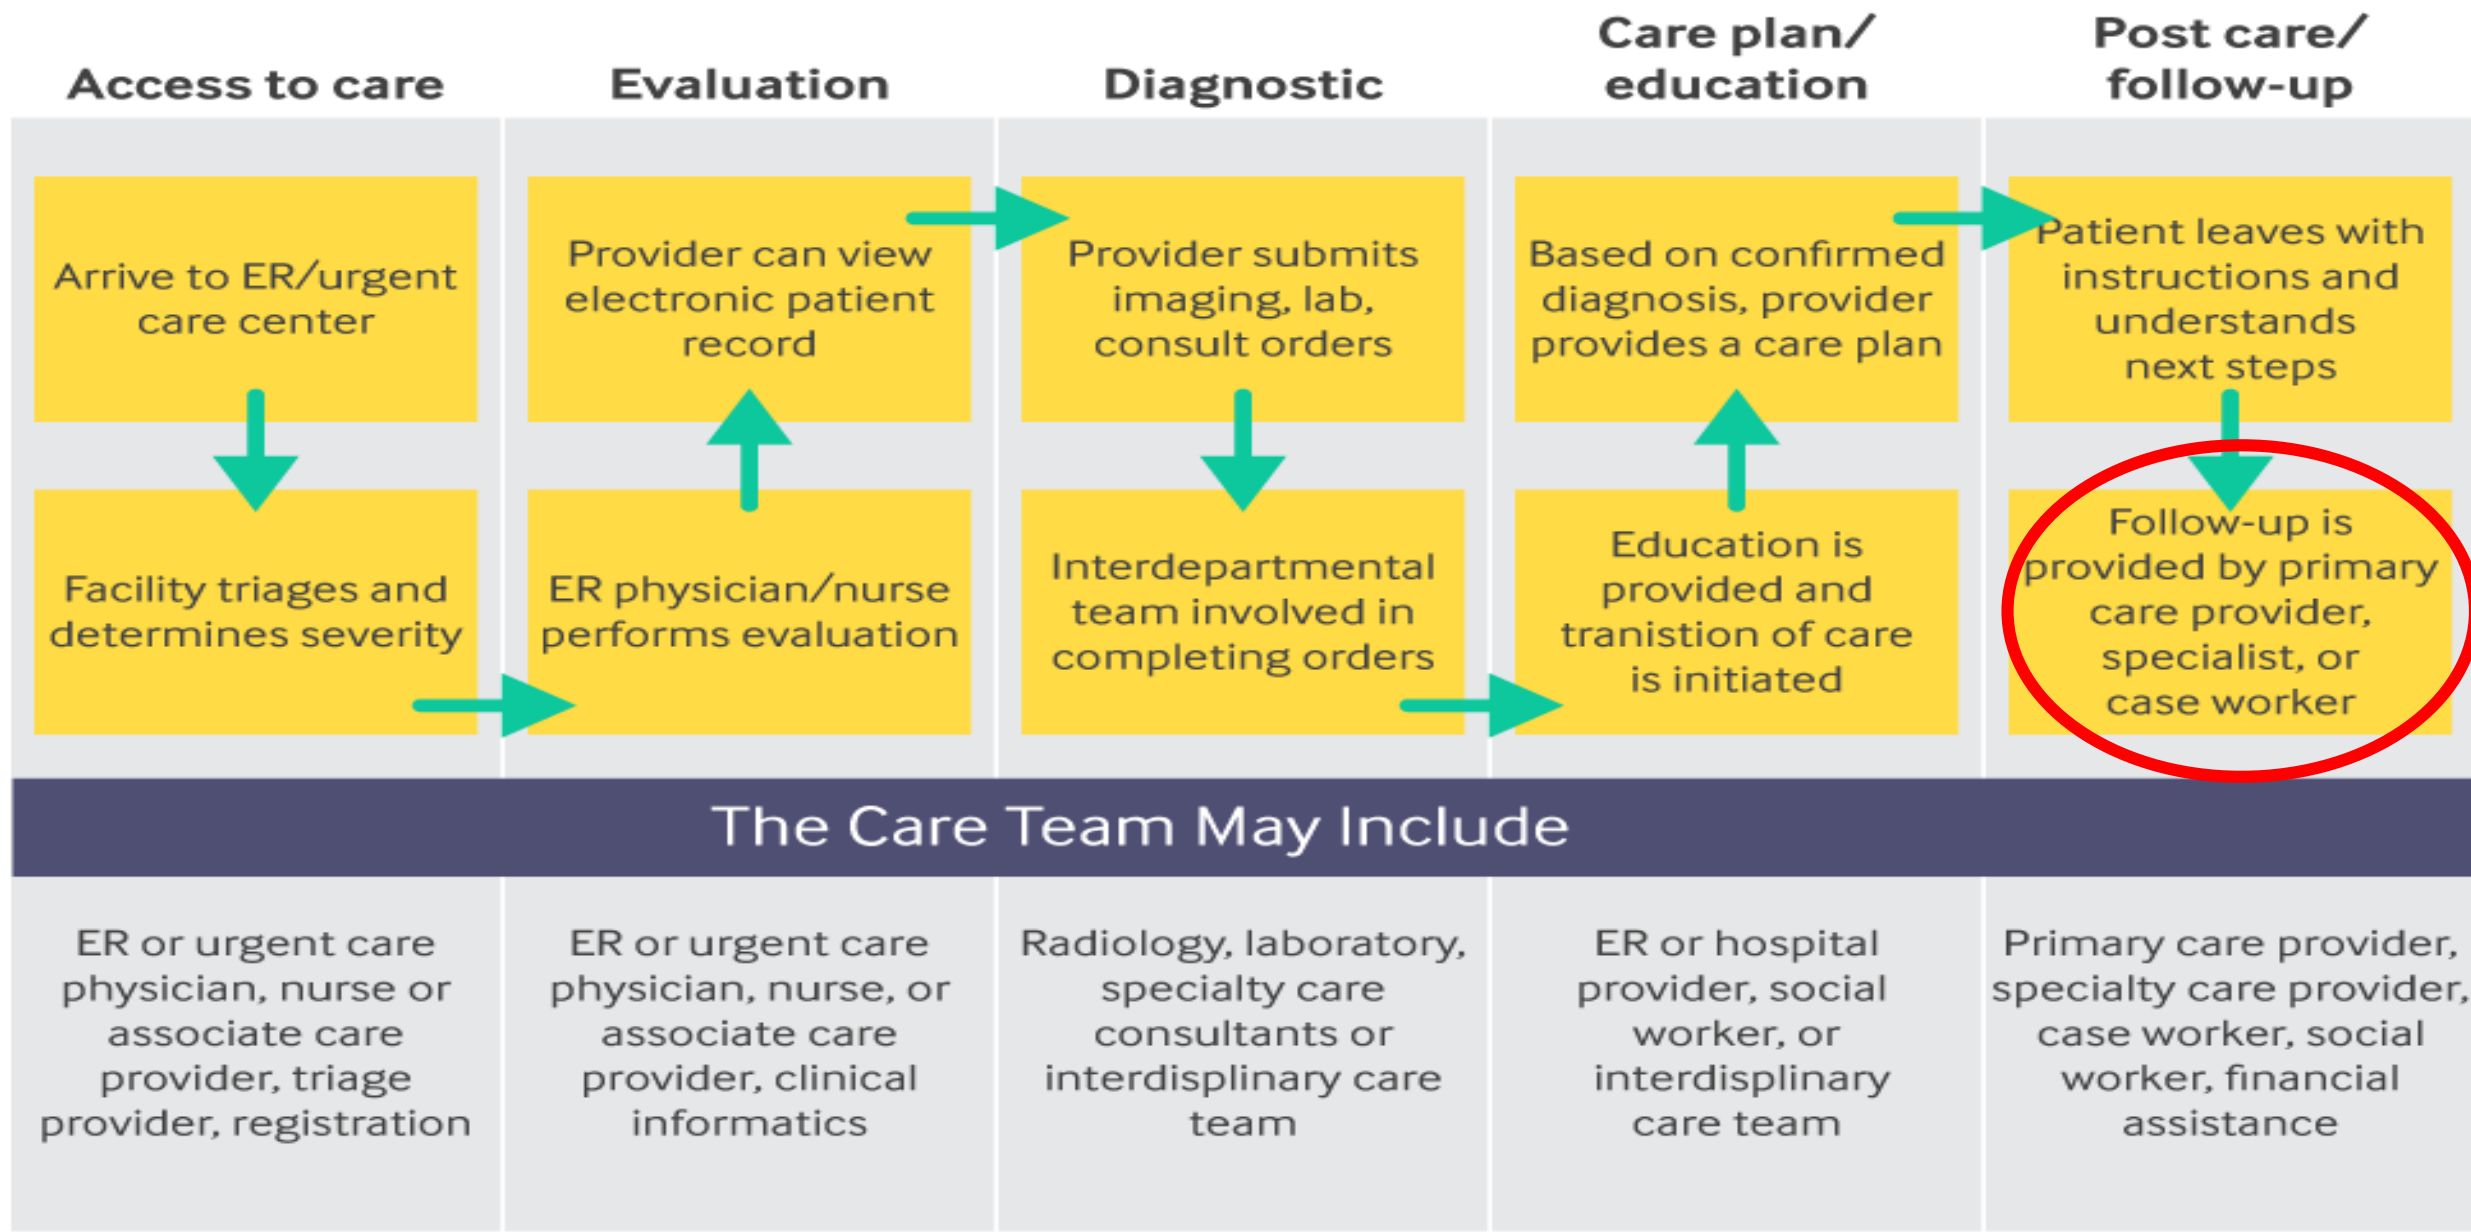 Access to care
Evaluation
Diagnostic
Care plan/
education
Post care/
follow-up
Arrive to ER/urgent
care center
Provider can view
electronic patient
record
Provider submits
imaging, lab,
consult orders
Based on confirmed
diagnosis, provider
provides a care plan
Patient leaves with
instructions and
understands
next steps
Facility triages and
determines severity
ER physician/nurse
performs evaluation
Interdepartmental
team involved in
completing orders
Education is
provided and
tranistion of care
is initiated
Follow-up is
provided by primary
care provider,
specialist, or
case worker
The Care Team May Include
ER or urgent care
physician, nurse or
associate care
provider, triage
provider, registration
ER or urgent care
physician, nurse, or
associate care
provider, clinical
informatics
Radiology, laboratory,
specialty care
consultants or
interdisplinary care
team
ER or hospital
provider, social
worker, or
interdisplinary
care team
Primary care provider,
specialty care provider,
case worker, social
worker, financial
assistance